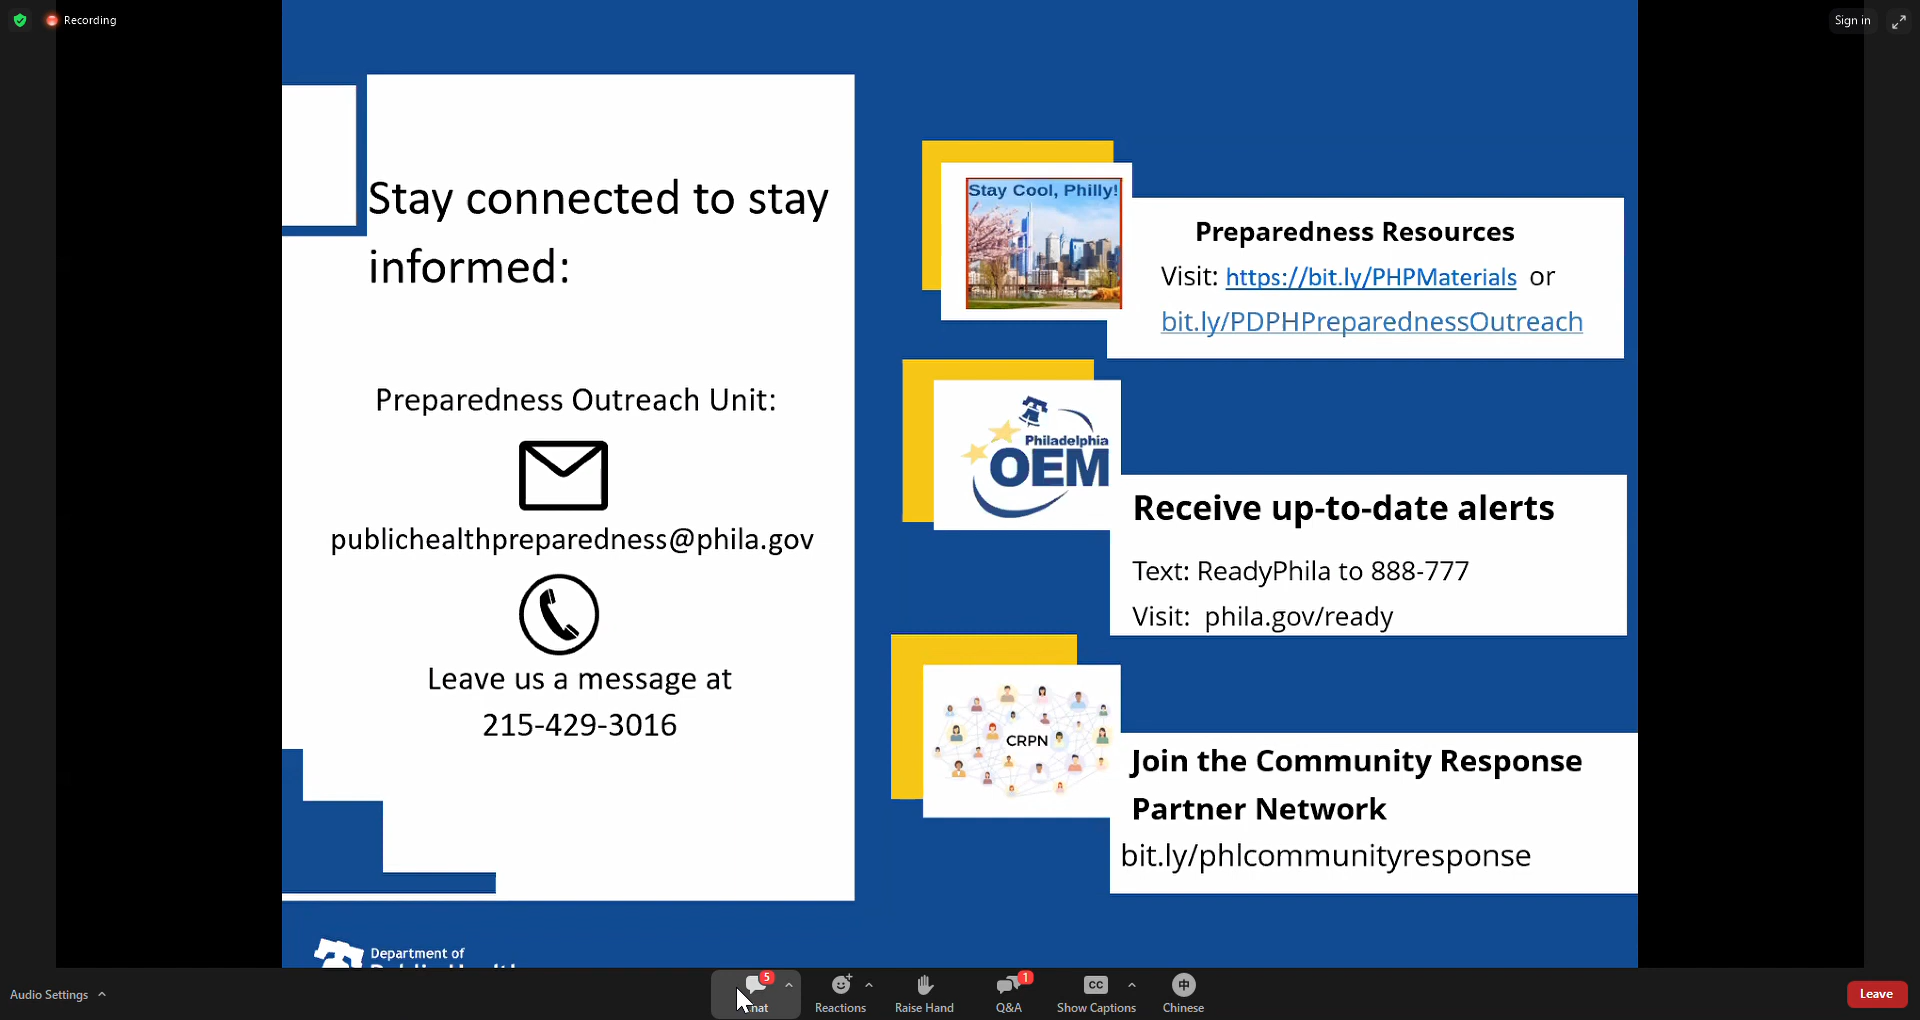 Recording
Sign in
Stay connected to stay
informed:
Preparedness Outreach Unit:
publichealthpreparedness@phila.gov
Leave us a message at
215-429-3016
Stay Cool, Philly!
Preparedness Resources
Visit: https://bit.ly/PHPMaterials or
bit.ly/PDPHPreparednessOutreach
Philadelphia
OEM
Receive up-to-date alerts
Text: ReadyPhila to 888-777
Visit: phila.gov/ready
CRPN
Join the Community Response
Partner Network
bit.ly/phlcommunityresponse
Department of
Audio Settings
5
Reactions
Raise Hand
1
Q&A
CC
Show Captions
中
Chinese
Leave